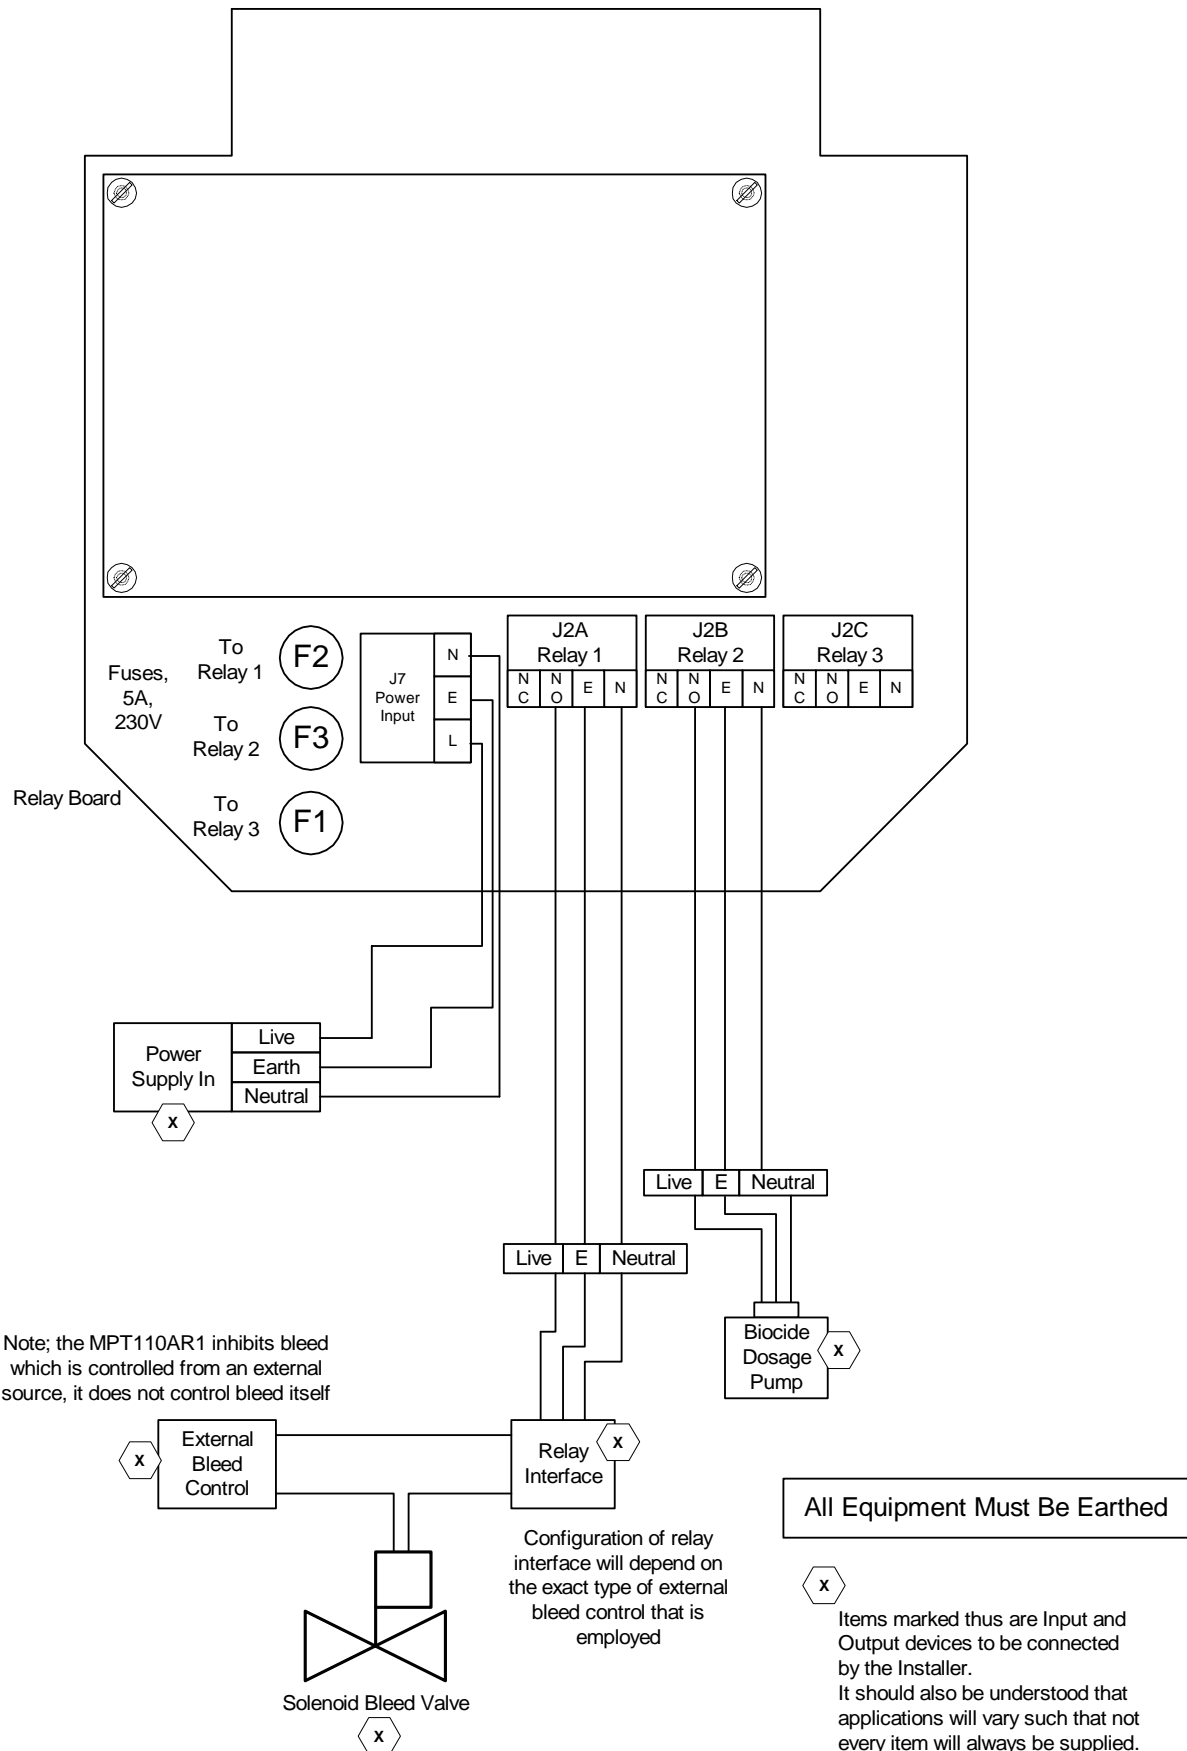 J2A
Relay 1
N
C
N
O
E
N
J2B
Relay 2
N
C
N
O
E
N
J2C
Relay 3
N
C
N
O
E
N
Fuses,
5A,
230V
To
Relay 1
F2
To
Relay 2
F3
To
Relay 3
F1
J7
Power
Input
N
E
L
Relay Board
Power
Supply In
Live
Earth
Neutral
X
Live
E
Neutral
Live
E
Neutral
Biocide
Dosage
Pump
X
Note; the MPT110AR1 inhibits bleed
which is controlled from an external
source, it does not control bleed itself
X
External
Bleed
Control
Relay
Interface
X
Configuration of relay
interface will depend on
the exact type of external
bleed control that is
employed
Solenoid Bleed Valve
X
All Equipment Must Be Earthed
X
Items marked thus are Input and
Output devices to be connected
by the Installer.
It should also be understood that
applications will vary such that not
every item will always be supplied.